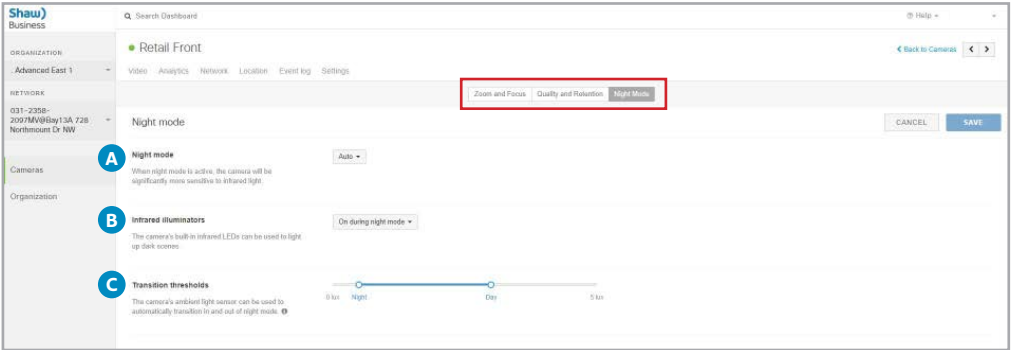 Shaw)
Business
Search Dashboard
Help
ORGANIZATION
Advanced East 1
NETWORK
031-2358-
2097MV@Bay13A 728
Northmount Dr NW
Cameras
Organization
Retail Front
Back to Cameras
Video Analytics Network Location Event log Settings
Zoom and Focus Quality and Retention Night Mode
Night mode
CANCEL SAVE
A
Night mode
Auto
When night mode is active, the camera will be
significantly more sensitive to infrared light.
B
Infrared illuminators
On during night mode
The camera's built-in infrared LEDs can be used to light
up dark scenes
C
Transition thresholds
The camera's ambient light sensor can be used to
automatically transition in and out of night mode.
0 lux Night Day 5 lux